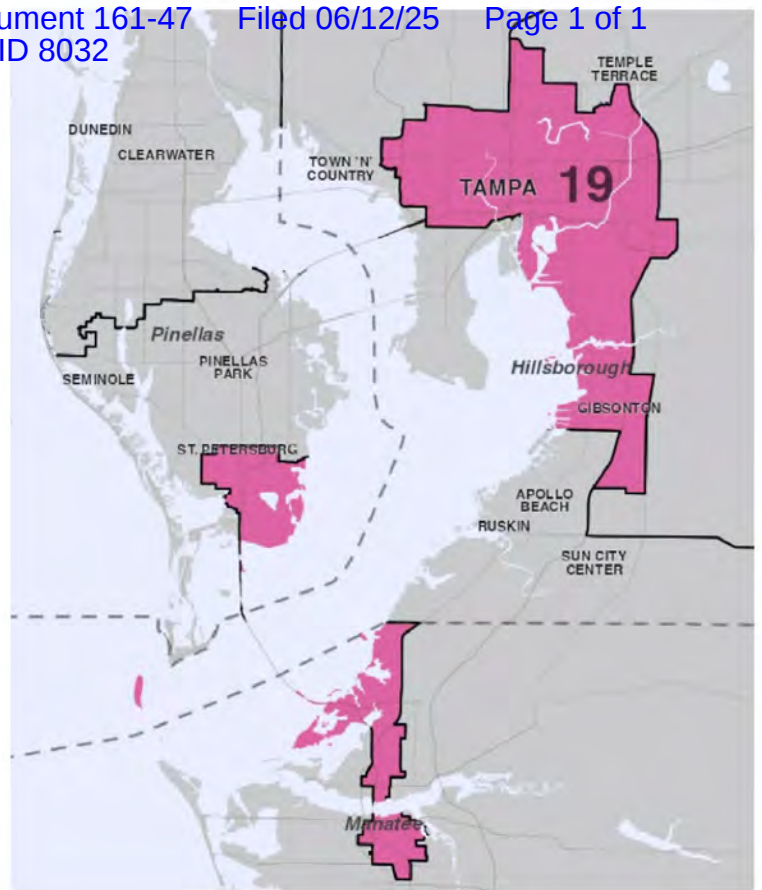 ument 161-47 Filed 06/12/25 Page 1 of 1
ID 8032
TEMPLE
TERRACE
DUNEDIN
CLEARWATER
TOWN 'N'
COUNTRY
TAMPA 19
Pinellas
PINELLAS
PARK
SEMINOLE
Hillsborough
GIBSONTON
ST. PETERSBURG
APOLLO
BEACH
RUSKIN
SUN CITY
CENTER
Manatee